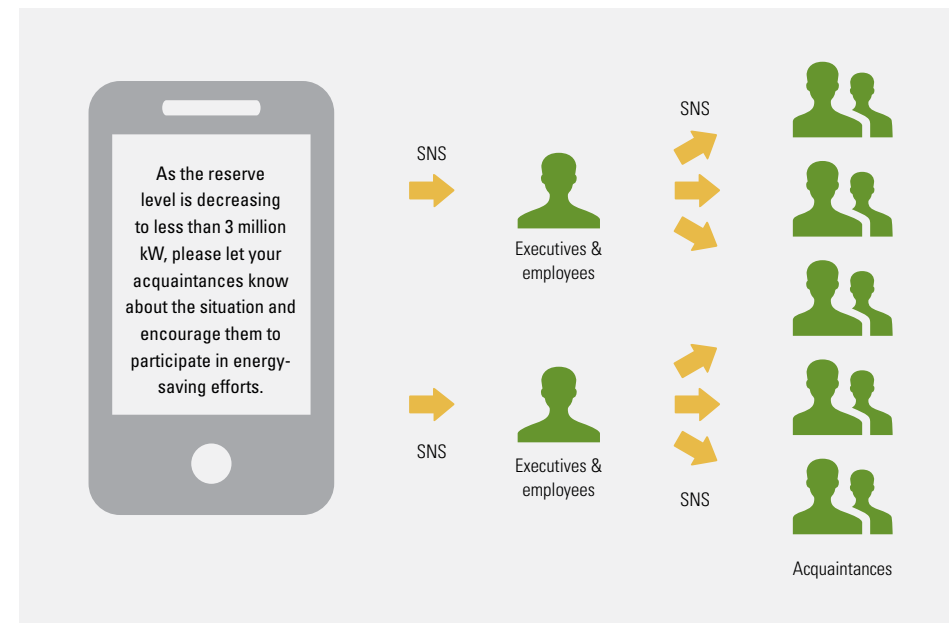 As the reserve
level is decreasing
to less than 3 million
kW, please let your
acquaintances know
about the situation and
encourage them to
participate in energy-
saving efforts.
SNS
Executives &
employees
SNS
SNS
Executives &
employees
SNS
Acquaintances